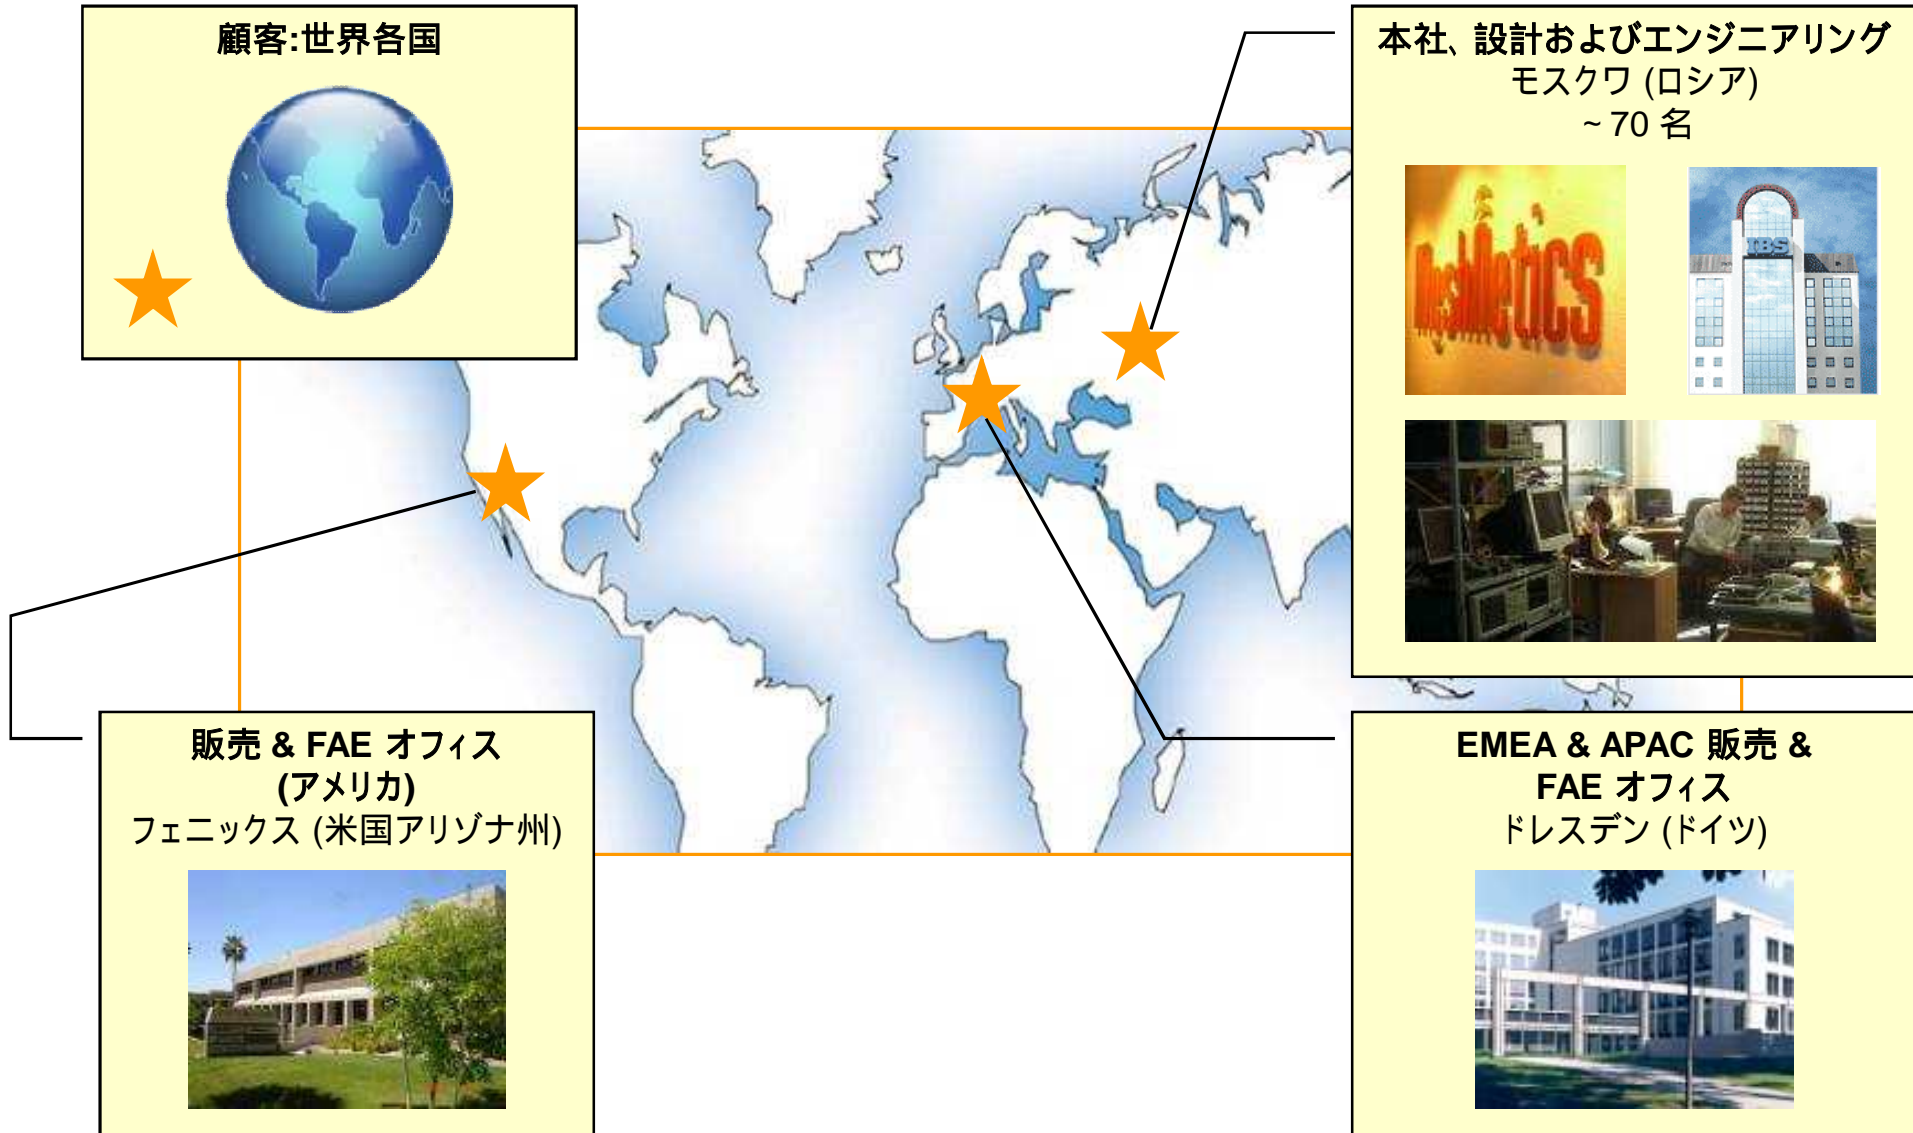 顧客:世界各国
本社、設計およびエンジニアリング
モスクワ (ロシア)
~ 70 名
IBS
販売 & FAE オフィス
(アメリカ)
フェニックス (米国アリゾナ州)
EMEA & APAC 販売 &
FAE オフィス
ドレスデン (ドイツ)